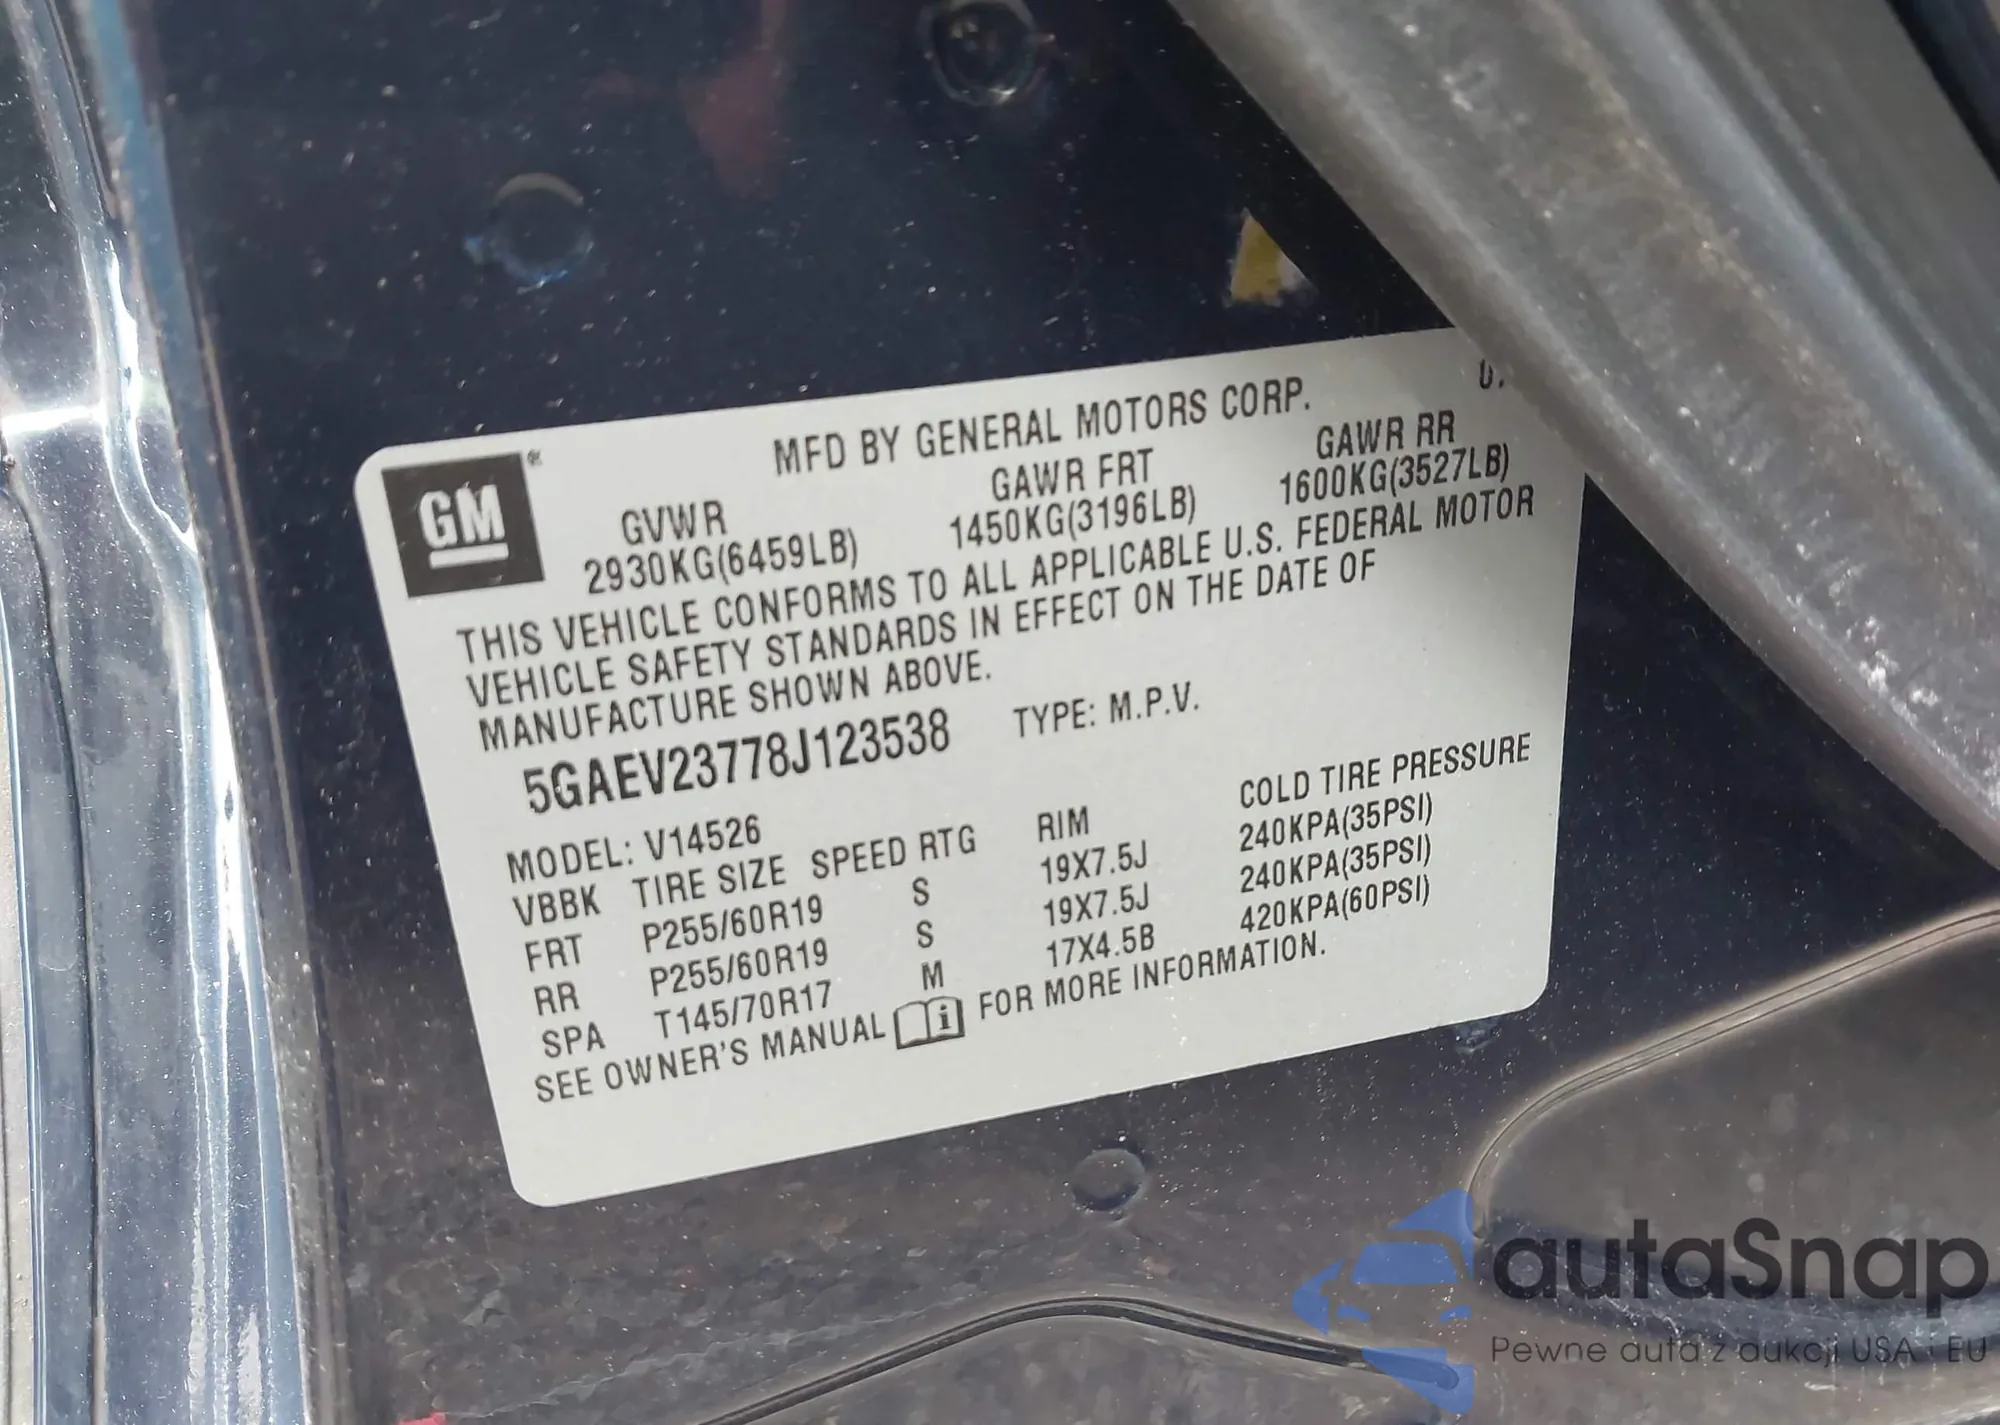 GM®
MFD BY GENERAL MOTORS CORP.
GVWR GAWR FRT GAWR RR
2930KG(6459LB) 1450KG(3196LB) 1600KG(3527LB)
THIS VEHICLE CONFORMS TO ALL APPLICABLE U.S. FEDERAL MOTOR
VEHICLE SAFETY STANDARDS IN EFFECT ON THE DATE OF
MANUFACTURE SHOWN ABOVE.
5GAEV23778J123538 TYPE: M.P.V.
MODEL: V14526
VBBK TIRE SIZE SPEED RTG RIM COLD TIRE PRESSURE
FRT P255/60R19 S 19X7.5J 240KPA(35PSI)
RR P255/60R19 S 19X7.5J 240KPA(35PSI)
SPA T145/70R17 M 17X4.5B 420KPA(60PSI)
SEE OWNER'S MANUAL i FOR MORE INFORMATION.
autaSnap
Pewne auta z aukcji USA i EU